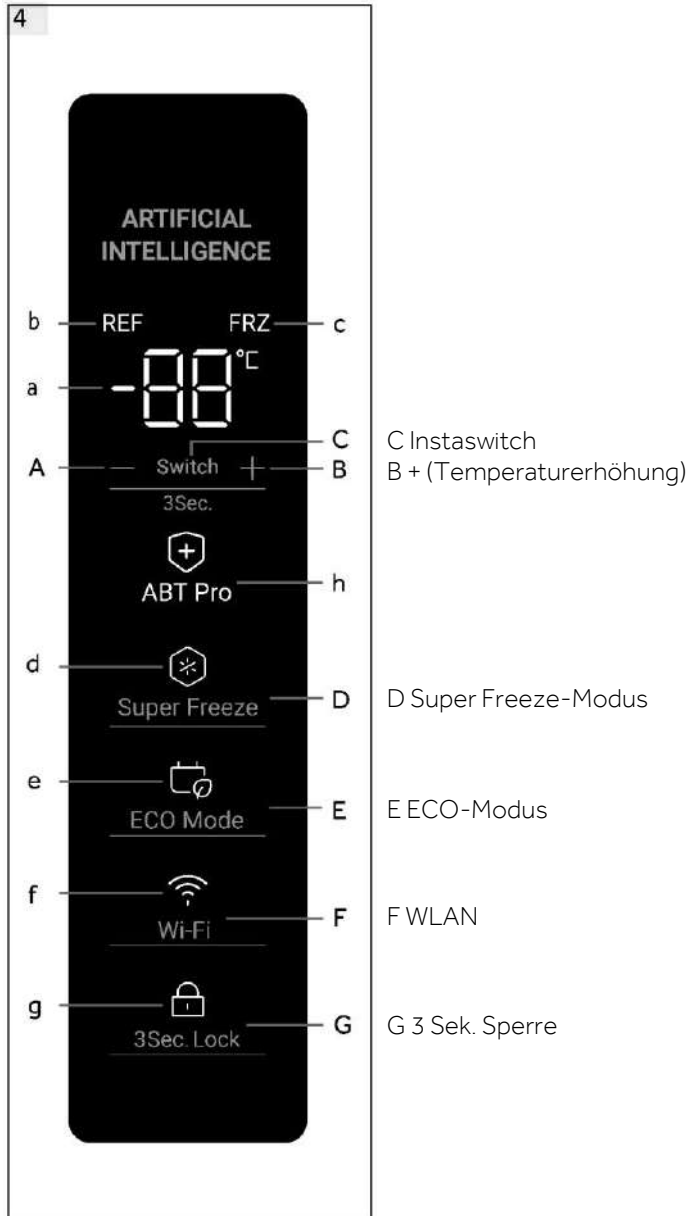 4
ARTIFICIAL
INTELLIGENCE
b REF FRZ c
a -88 °C
C C Instaswitch
A — Switch + B B + (Temperaturerhöhung)
3Sec.
ABT Pro h
d
Super Freeze D D Super Freeze-Modus
e
ECO Mode E E ECO-Modus
f
Wi-Fi F F WLAN
g
3Sec. Lock G G 3 Sek. Sperre